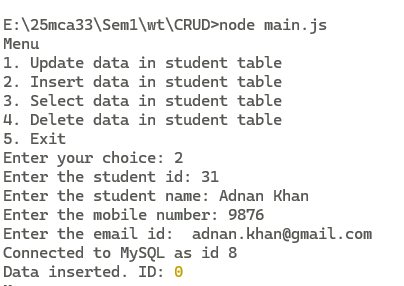 E:\25mca33\Sem1\wt\CRUD>node main.js
Menu
1. Update data in student table
2. Insert data in student table
3. Select data in student table
4. Delete data in student table
5. Exit
Enter your choice: 2
Enter the student id: 31
Enter the student name: Adnan Khan
Enter the mobile number: 9876
Enter the email id:  adnan.khan@gmail.com
Connected to MySQL as id 8
Data inserted. ID: 0